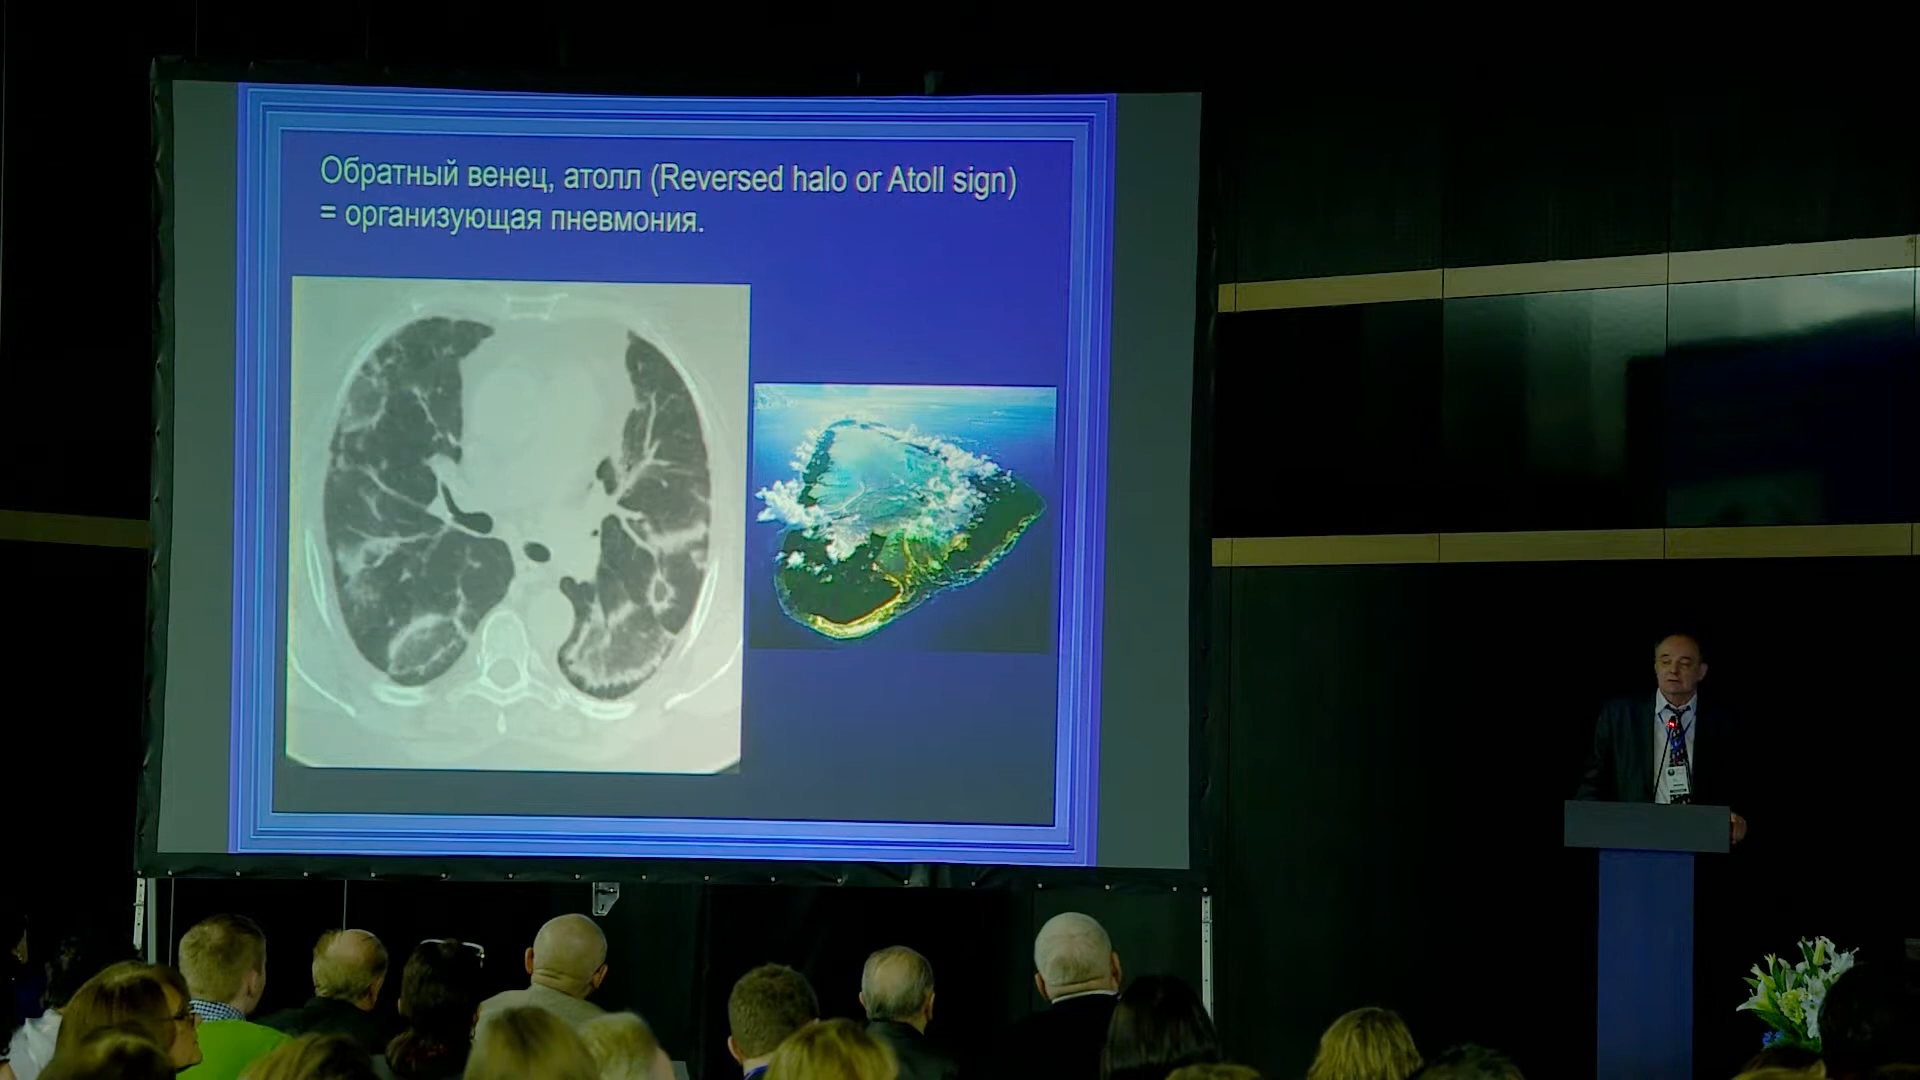 Обратный венец, атолл (Reversed halo or Atoll sign)
= организующая пневмония.